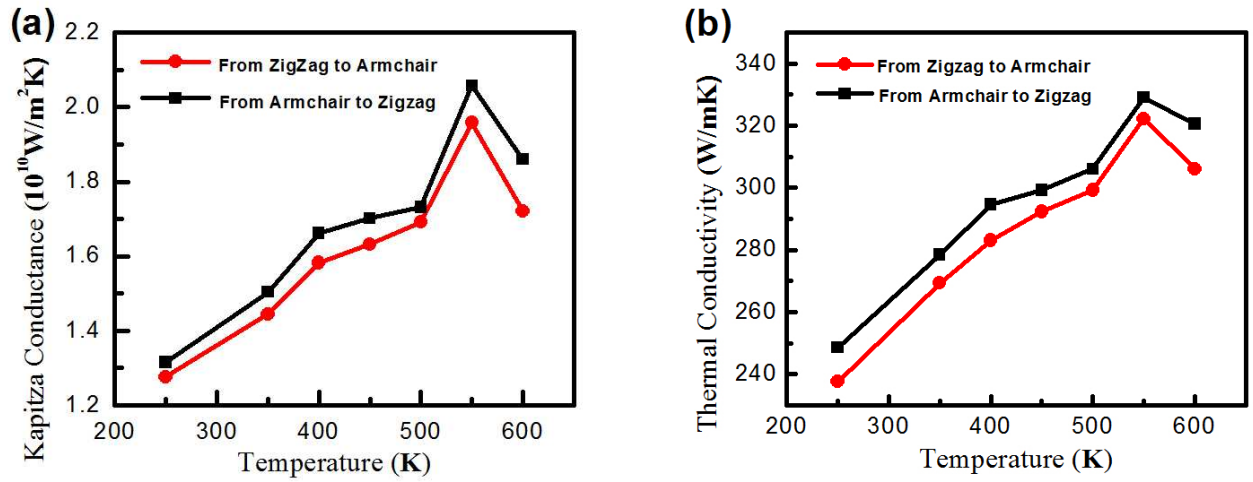 (a)
Kapitza Conductance (10¹⁰W/m²K)
2.2
2.0
1.8
1.6
1.4
1.2
From ZigZag to Armchair
From Armchair to Zigzag
200 300 400 500 600
Temperature (K)
(b)
Thermal Conductivity (W/mK)
340
320
300
280
260
240
From Zigzag to Armchair
From Armchair to Zigzag
200 300 400 500 600
Temperature (K)